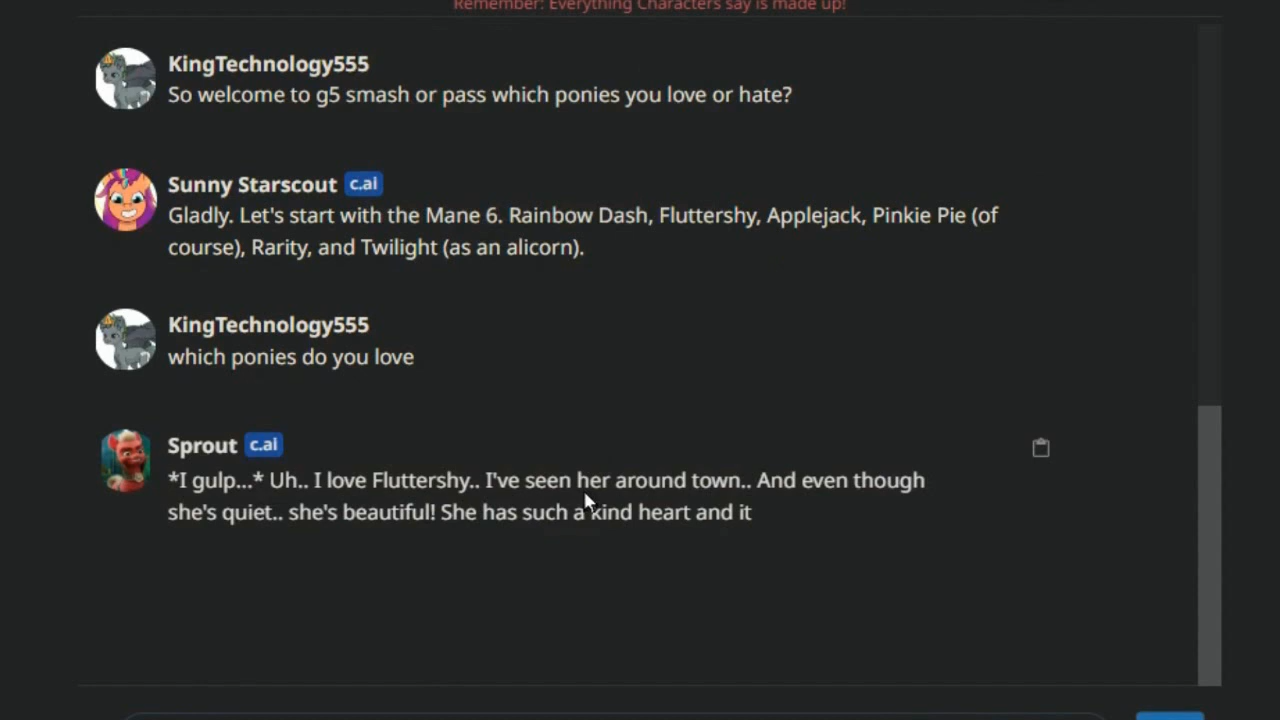 Remember: Everything Characters say is made up!
KingTechnology555
So welcome to g5 smash or pass which ponies you love or hate?
Sunny Starscout c.ai
Gladly. Let's start with the Mane 6. Rainbow Dash, Fluttershy, Applejack, Pinkie Pie (of
course), Rarity, and Twilight (as an alicorn).
KingTechnology555
which ponies do you love
Sprout c.ai
*I gulp...* Uh.. I love Fluttershy.. I've seen her around town.. And even though
she's quiet.. she's beautiful! She has such a kind heart and it